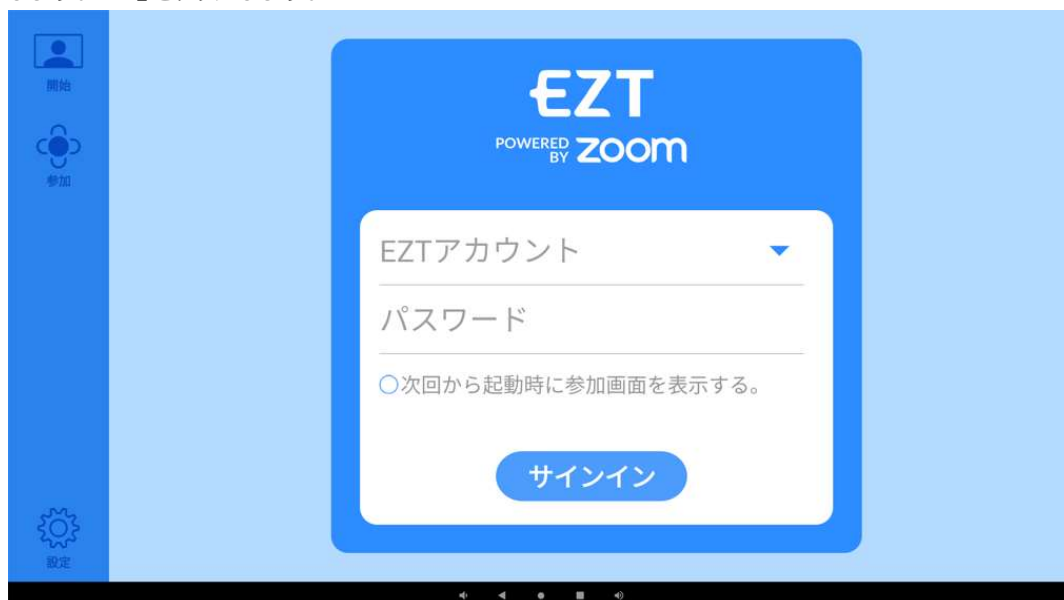 開始
参加
設定
EZT
POWERED BY zoom
EZTアカウント
パスワード
○次回から起動時に参加画面を表示する。
サインイン